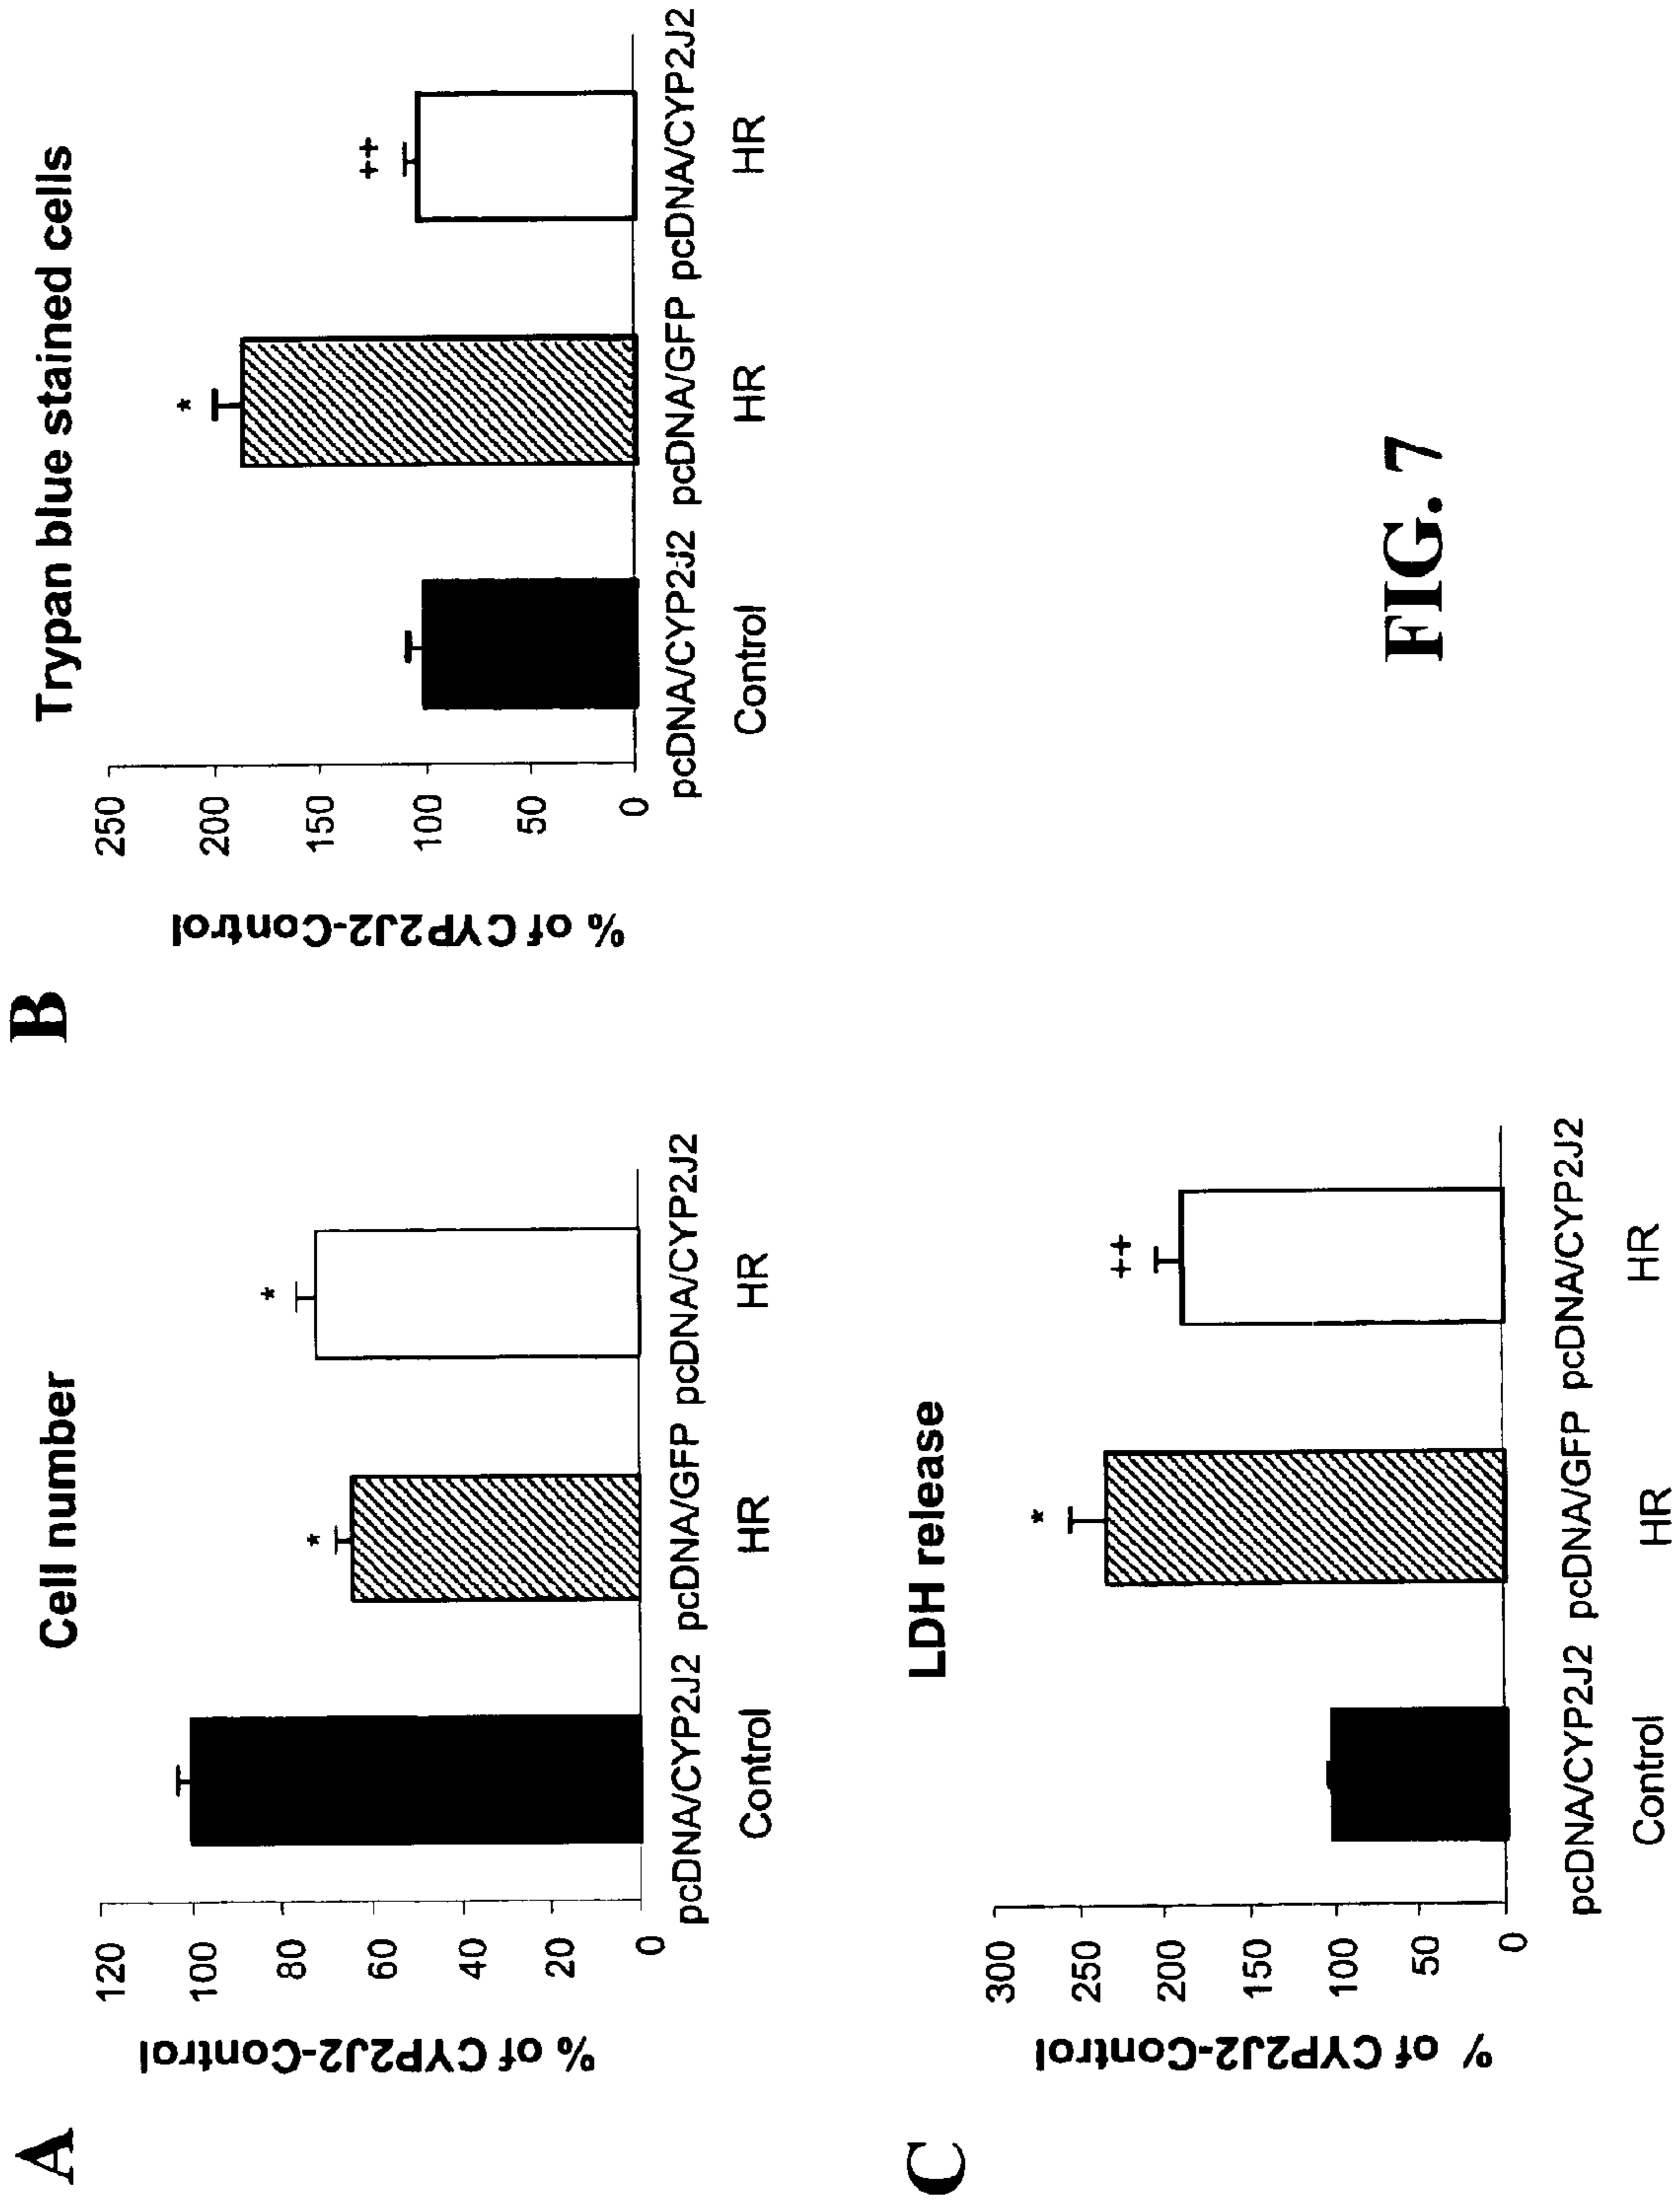 A
Cell number
% of CYP2J2-Control
120
100
80
60
40
20
0
*
*
pcDNA/CYP2J2 pcDNA/GFP pcDNA/CYP2J2
Control HR HR
B
Trypan blue stained cells
% of CYP2J2-Control
250
200
150
100
50
0
*
++
pcDNA/CYP2J2 pcDNA/GFP pcDNA/CYP2J2
Control HR HR
C
LDH release
% of CYP2J2-Control
300
250
200
150
100
50
0
*
++
pcDNA/CYP2J2 pcDNA/GFP pcDNA/CYP2J2
Control HR HR
FIG. 7